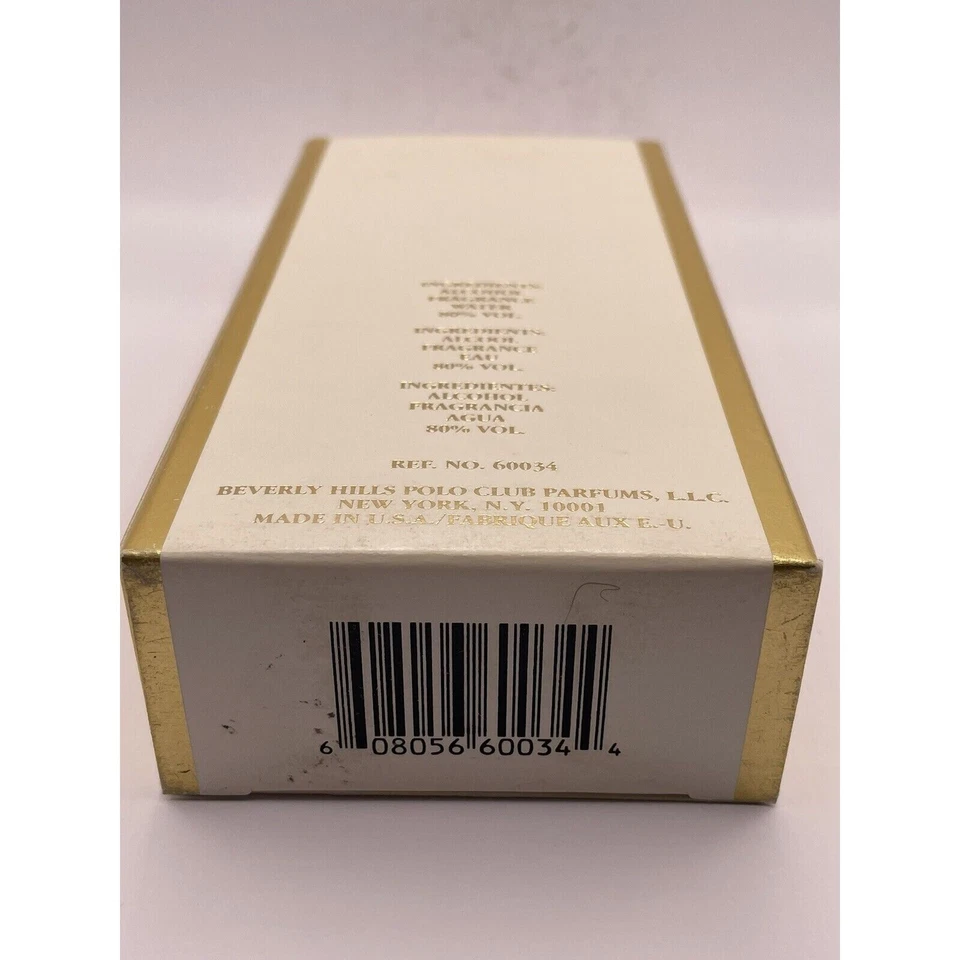 INGREDIENTS:
ALCOHOL
FRAGRANCE
WATER
80% VOL.
INGREDIENTS:
ALCOOL
FRAGRANCE
EAU
80% VOL.
INGREDIENTES:
ALCOHOL
FRAGRANCIA
AGUA
80% VOL.
REF. NO. 60034
BEVERLY HILLS POLO CLUB PARFUMS, L.L.C.
NEW YORK, N.Y. 10001
MADE IN U.S.A./FABRIQUE AUX E.-U.
6 08056 60034 4